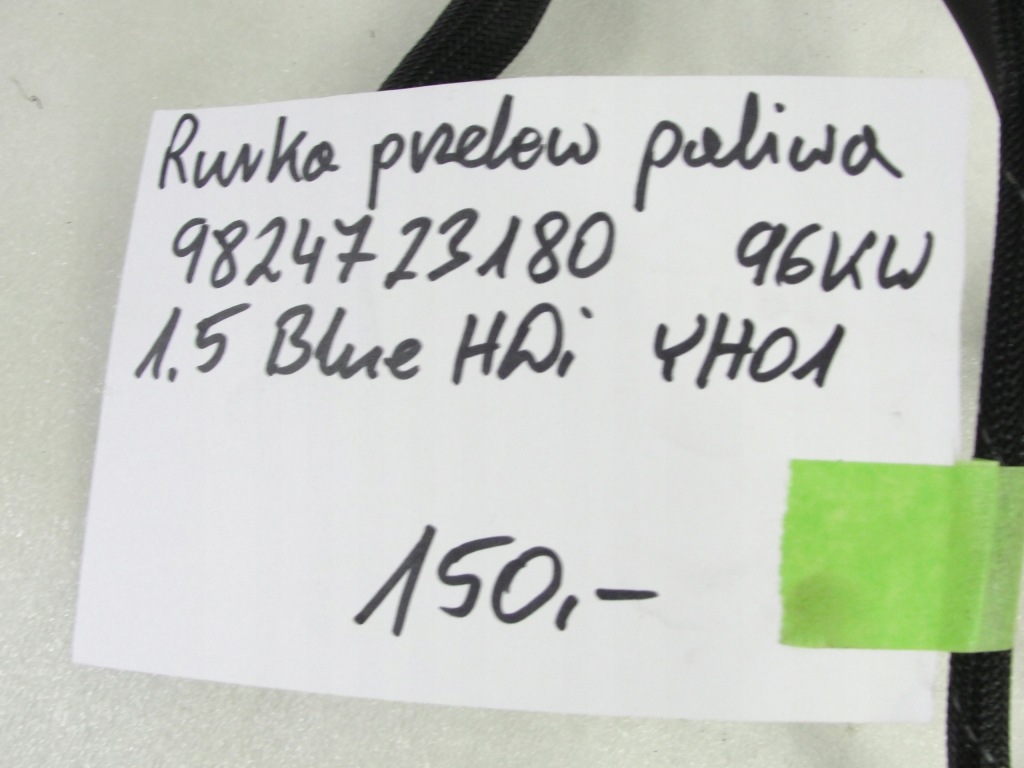 Rurka przelew paliwa
9824723180 96KW
1.5 Blue HDi YH01
150,-